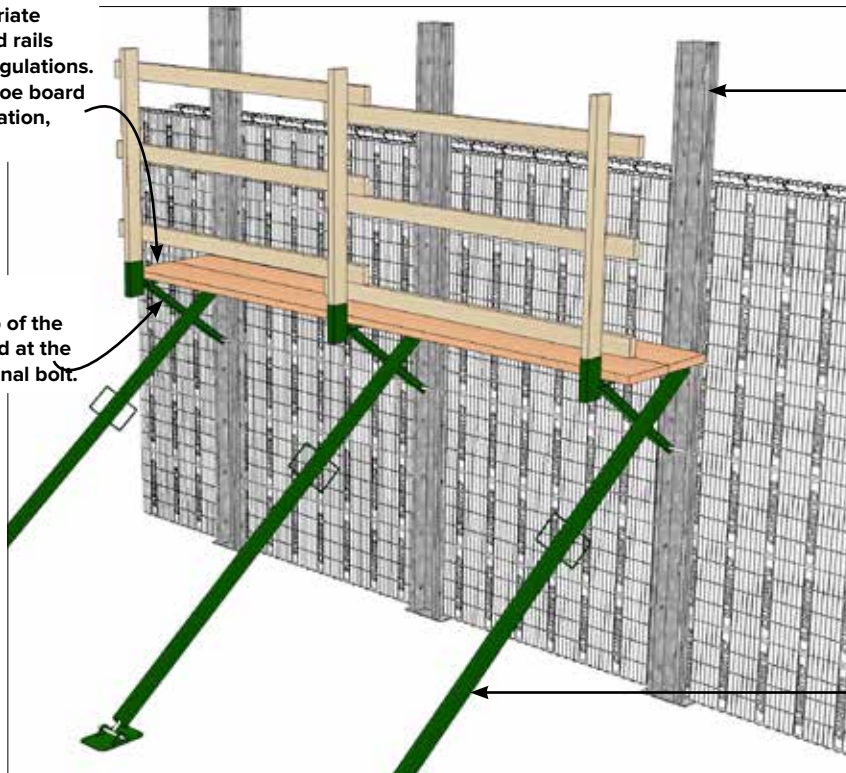 riate
d rails
gulations.
oe board
ation,
of the
d at the
nal bolt.